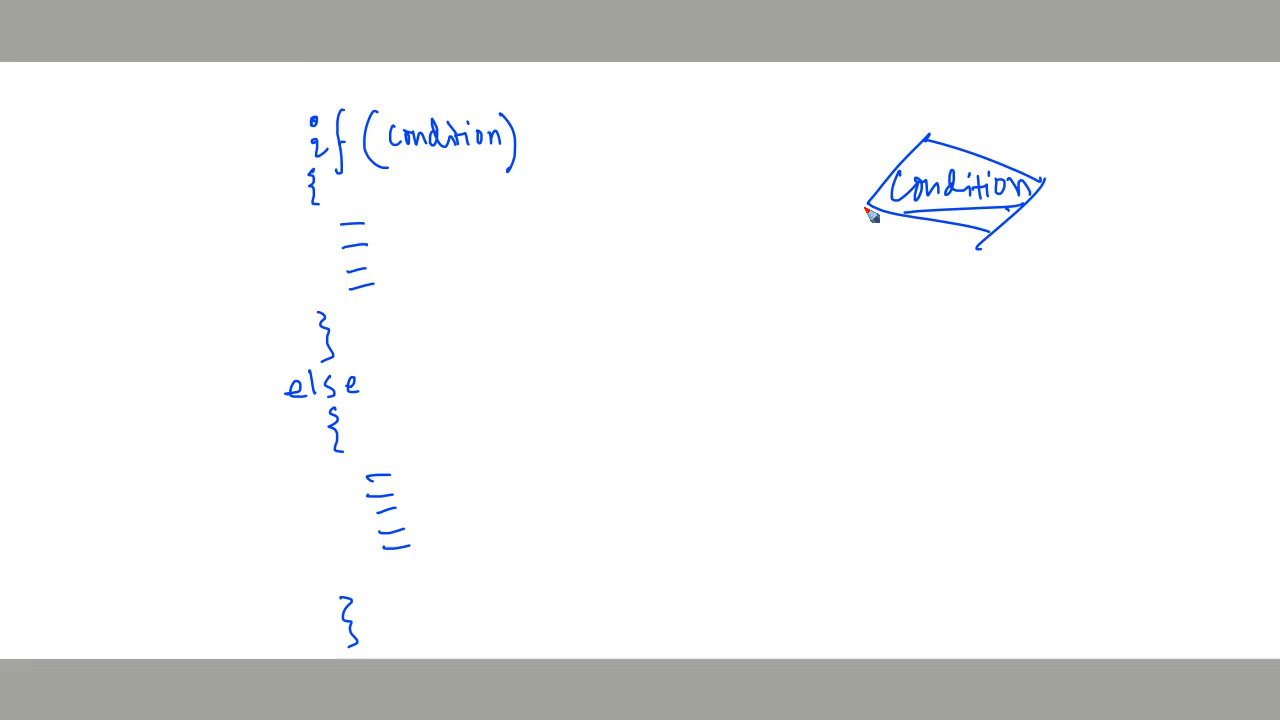 if (condition)
{
}
else
{
}
condition